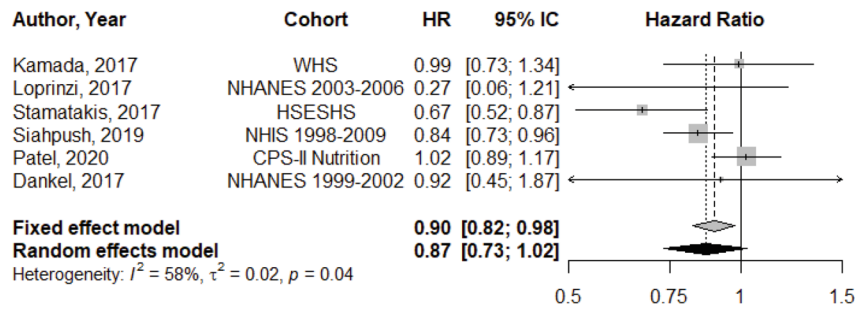 Author, Year Cohort HR 95% IC Hazard Ratio
Kamada, 2017 WHS 0.99 [0.73; 1.34]
Loprinzi, 2017 NHANES 2003-2006 0.27 [0.06; 1.21]
Stamatakis, 2017 HSESHS 0.67 [0.52; 0.87]
Siahpush, 2019 NHIS 1998-2009 0.84 [0.73; 0.96]
Patel, 2020 CPS-II Nutrition 1.02 [0.89; 1.17]
Dankel, 2017 NHANES 1999-2002 0.92 [0.45; 1.87]
Fixed effect model 0.90 [0.82; 0.98]
Random effects model 0.87 [0.73; 1.02]
Heterogeneity: I² = 58%, τ² = 0.02, p = 0.04
0.5 0.75 1 1.5